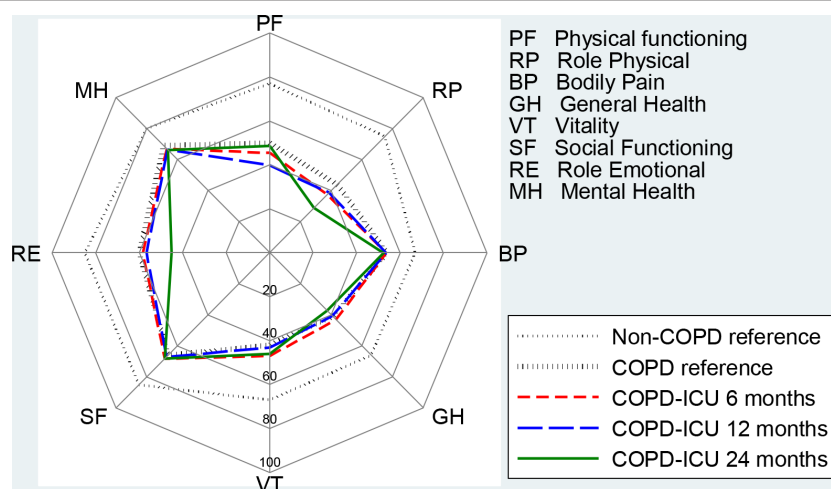 PF
MH
RP
RE
BP
SF
GH
VT
20
40
60
80
100
PF Physical functioning
RP Role Physical
BP Bodily Pain
GH General Health
VT Vitality
SF Social Functioning
RE Role Emotional
MH Mental Health
Non-COPD reference
COPD reference
COPD-ICU 6 months
COPD-ICU 12 months
COPD-ICU 24 months